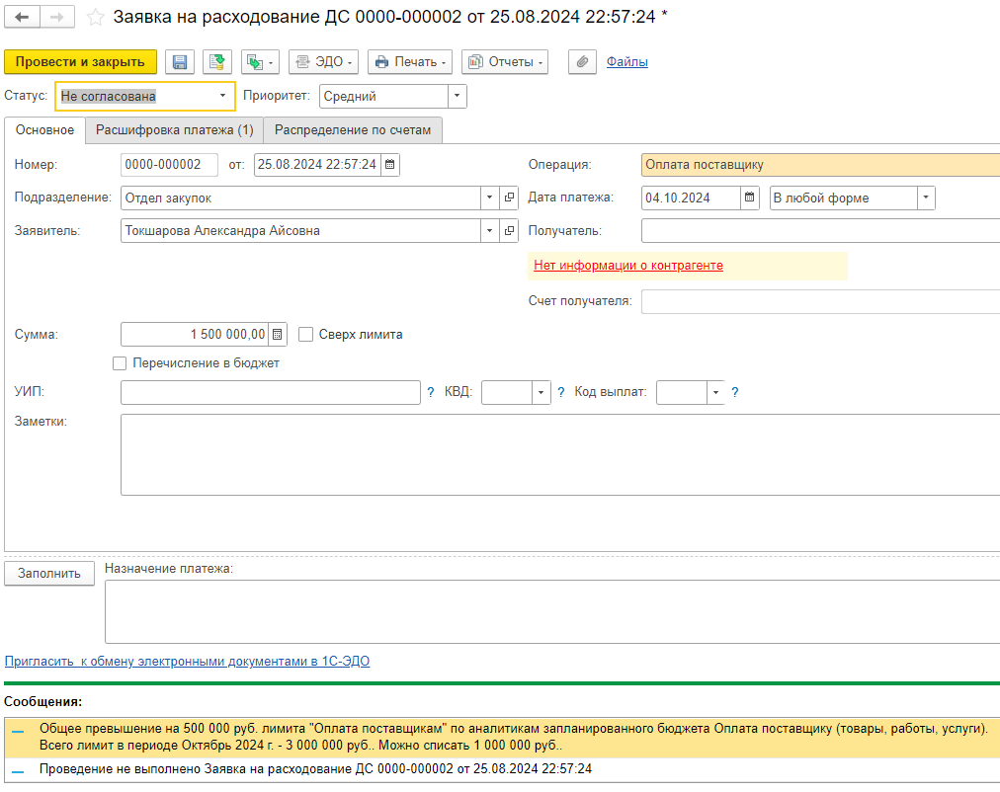 Заявка на расходование ДС 0000-000002 от 25.08.2024 22:57:24 *
Провести и закрыть ЭДО Печать Отчеты Файлы
Статус: Не согласована Приоритет: Средний
Основное Расшифровка платежа (1) Распределение по счетам
Номер: 0000-000002 от: 25.08.2024 22:57:24 Операция: Оплата поставщику
Подразделение: Отдел закупок Дата платежа: 04.10.2024 В любой форме
Заявитель: Токшарова Александра Айсовна Получатель:
Нет информации о контрагенте
Счет получателя:
Сумма: 1 500 000,00 Сверх лимита
Перечисление в бюджет
УИП: ? КВД: ? Код выплат: ?
Заметки:
Заполнить Назначение платежа:
Пригласить к обмену электронными документами в 1С-ЭДО
Сообщения:
Общее превышение на 500 000 руб. лимита "Оплата поставщикам" по аналитикам запланированного бюджета Оплата поставщику (товары, работы, услуги).
Всего лимит в периоде Октябрь 2024 г. - 3 000 000 руб.. Можно списать 1 000 000 руб..
Проведение не выполнено Заявка на расходование ДС 0000-000002 от 25.08.2024 22:57:24